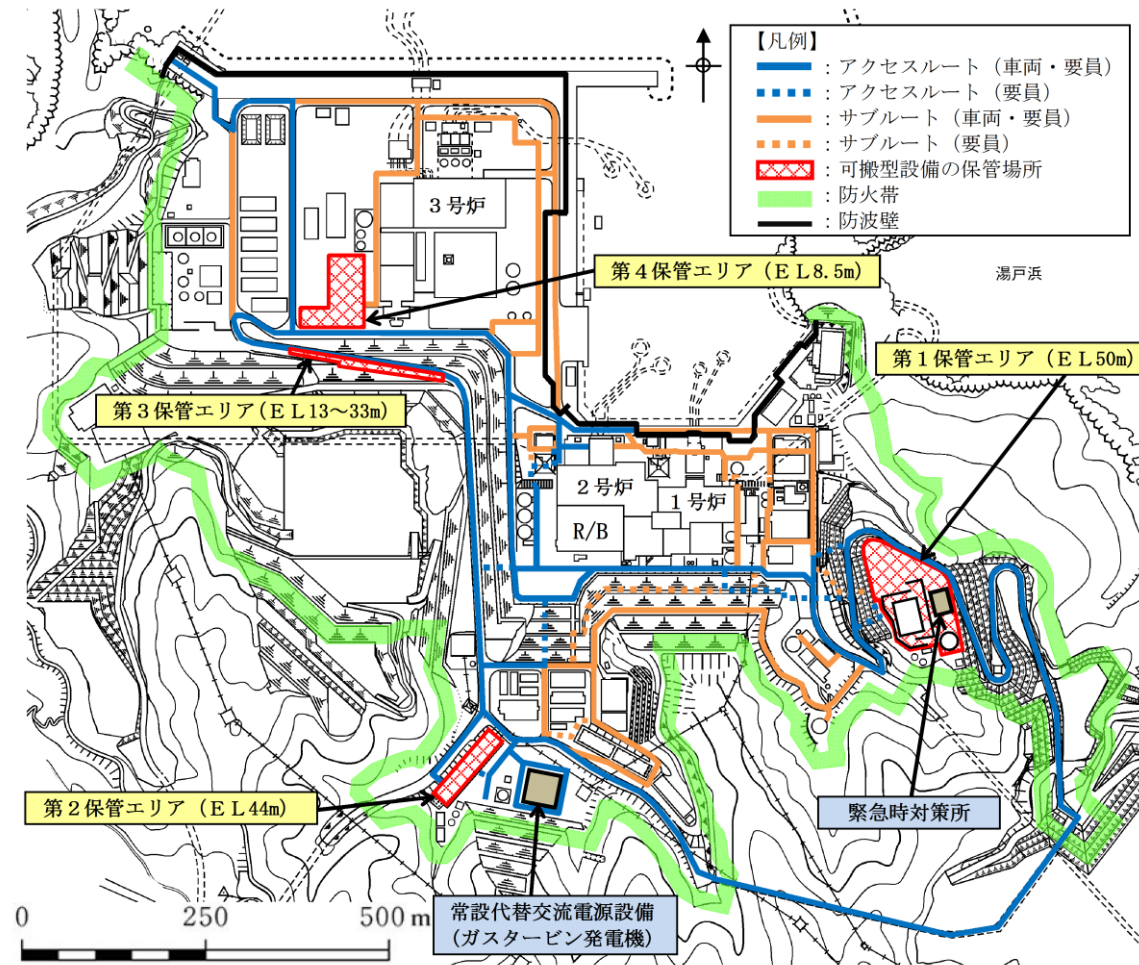 【凡例】
：アクセスルート（車両・要員）
：アクセスルート（要員）
：サブルート（車両・要員）
：サブルート（要員）
：可搬型設備の保管場所
：防火帯
：防波壁
３号炉
第４保管エリア（ＥＬ8.5m）
湯戸浜
第１保管エリア（ＥＬ50m）
第３保管エリア（ＥＬ13～33m）
２号炉
１号炉
R/B
第２保管エリア（ＥＬ44m）
緊急時対策所
常設代替交流電源設備
（ガスタービン発電機）
0 250 500 m